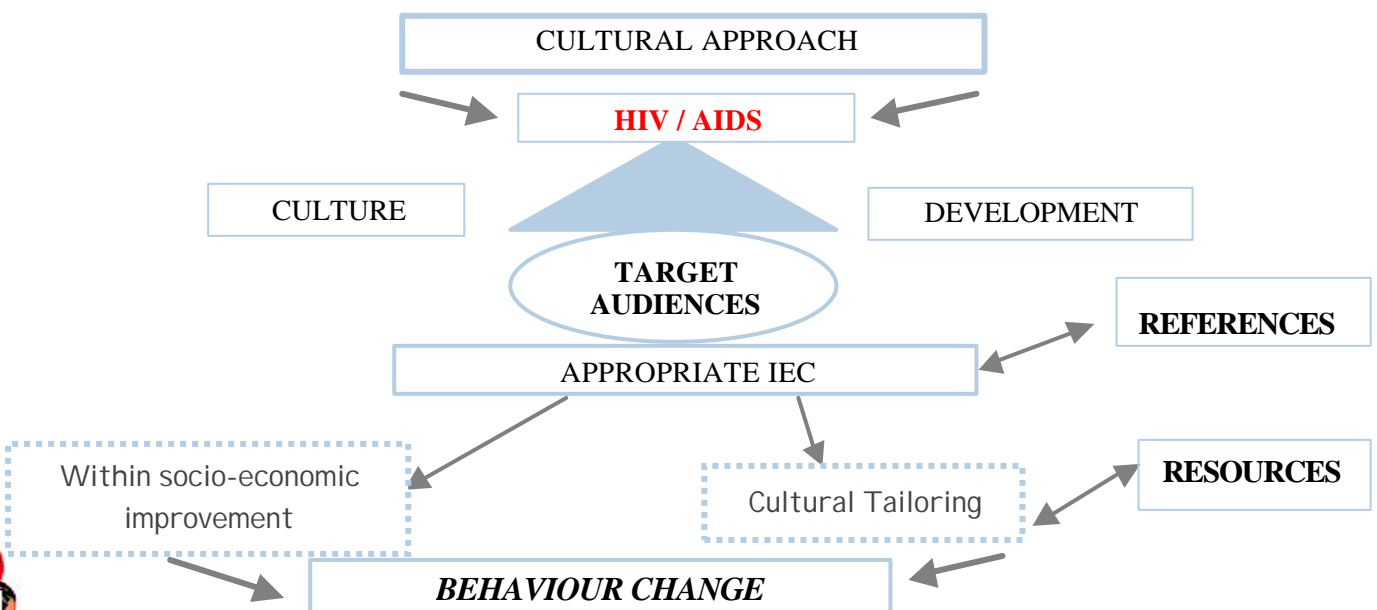 CULTURAL APPROACH
HIV / AIDS
CULTURE
DEVELOPMENT
TARGET
AUDIENCES
REFERENCES
APPROPRIATE IEC
Within socio-economic
improvement
Cultural Tailoring
RESOURCES
BEHAVIOUR CHANGE